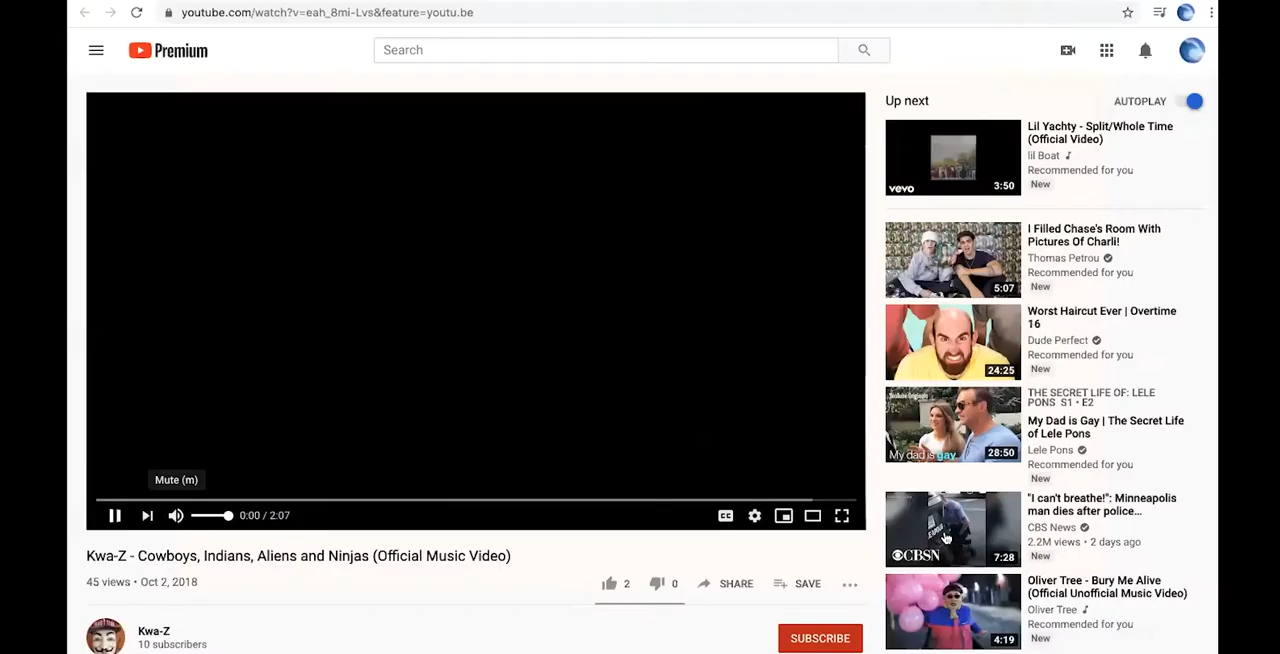 youtube.com/watch?v=eah_8mi-Lvs&feature=youtu.be
Premium
Search
Mute (m)
0:00 / 2:07
CC
Kwa-Z - Cowboys, Indians, Aliens and Ninjas (Official Music Video)
45 views • Oct 2, 2018
2
0
SHARE
SAVE
Kwa-Z
10 subscribers
SUBSCRIBE
Up next
AUTOPLAY
vevo
3:50
Lil Yachty - Split/Whole Time
(Official Video)
lil Boat
Recommended for you
New
5:07
I Filled Chase's Room With
Pictures Of Charli!
Thomas Petrou
Recommended for you
New
24:25
Worst Haircut Ever | Overtime
16
Dude Perfect
Recommended for you
New
YouTube Originals
My dad is gay
28:50
THE SECRET LIFE OF: LELE
PONS S1 • E2
My Dad is Gay | The Secret Life
of Lele Pons
Lele Pons
Recommended for you
New
CBSN
7:28
"I can't breathe!": Minneapolis
man dies after police...
CBS News
2.2M views • 2 days ago
New
4:19
Oliver Tree - Bury Me Alive
(Official Unofficial Music Video)
Oliver Tree
Recommended for you
New